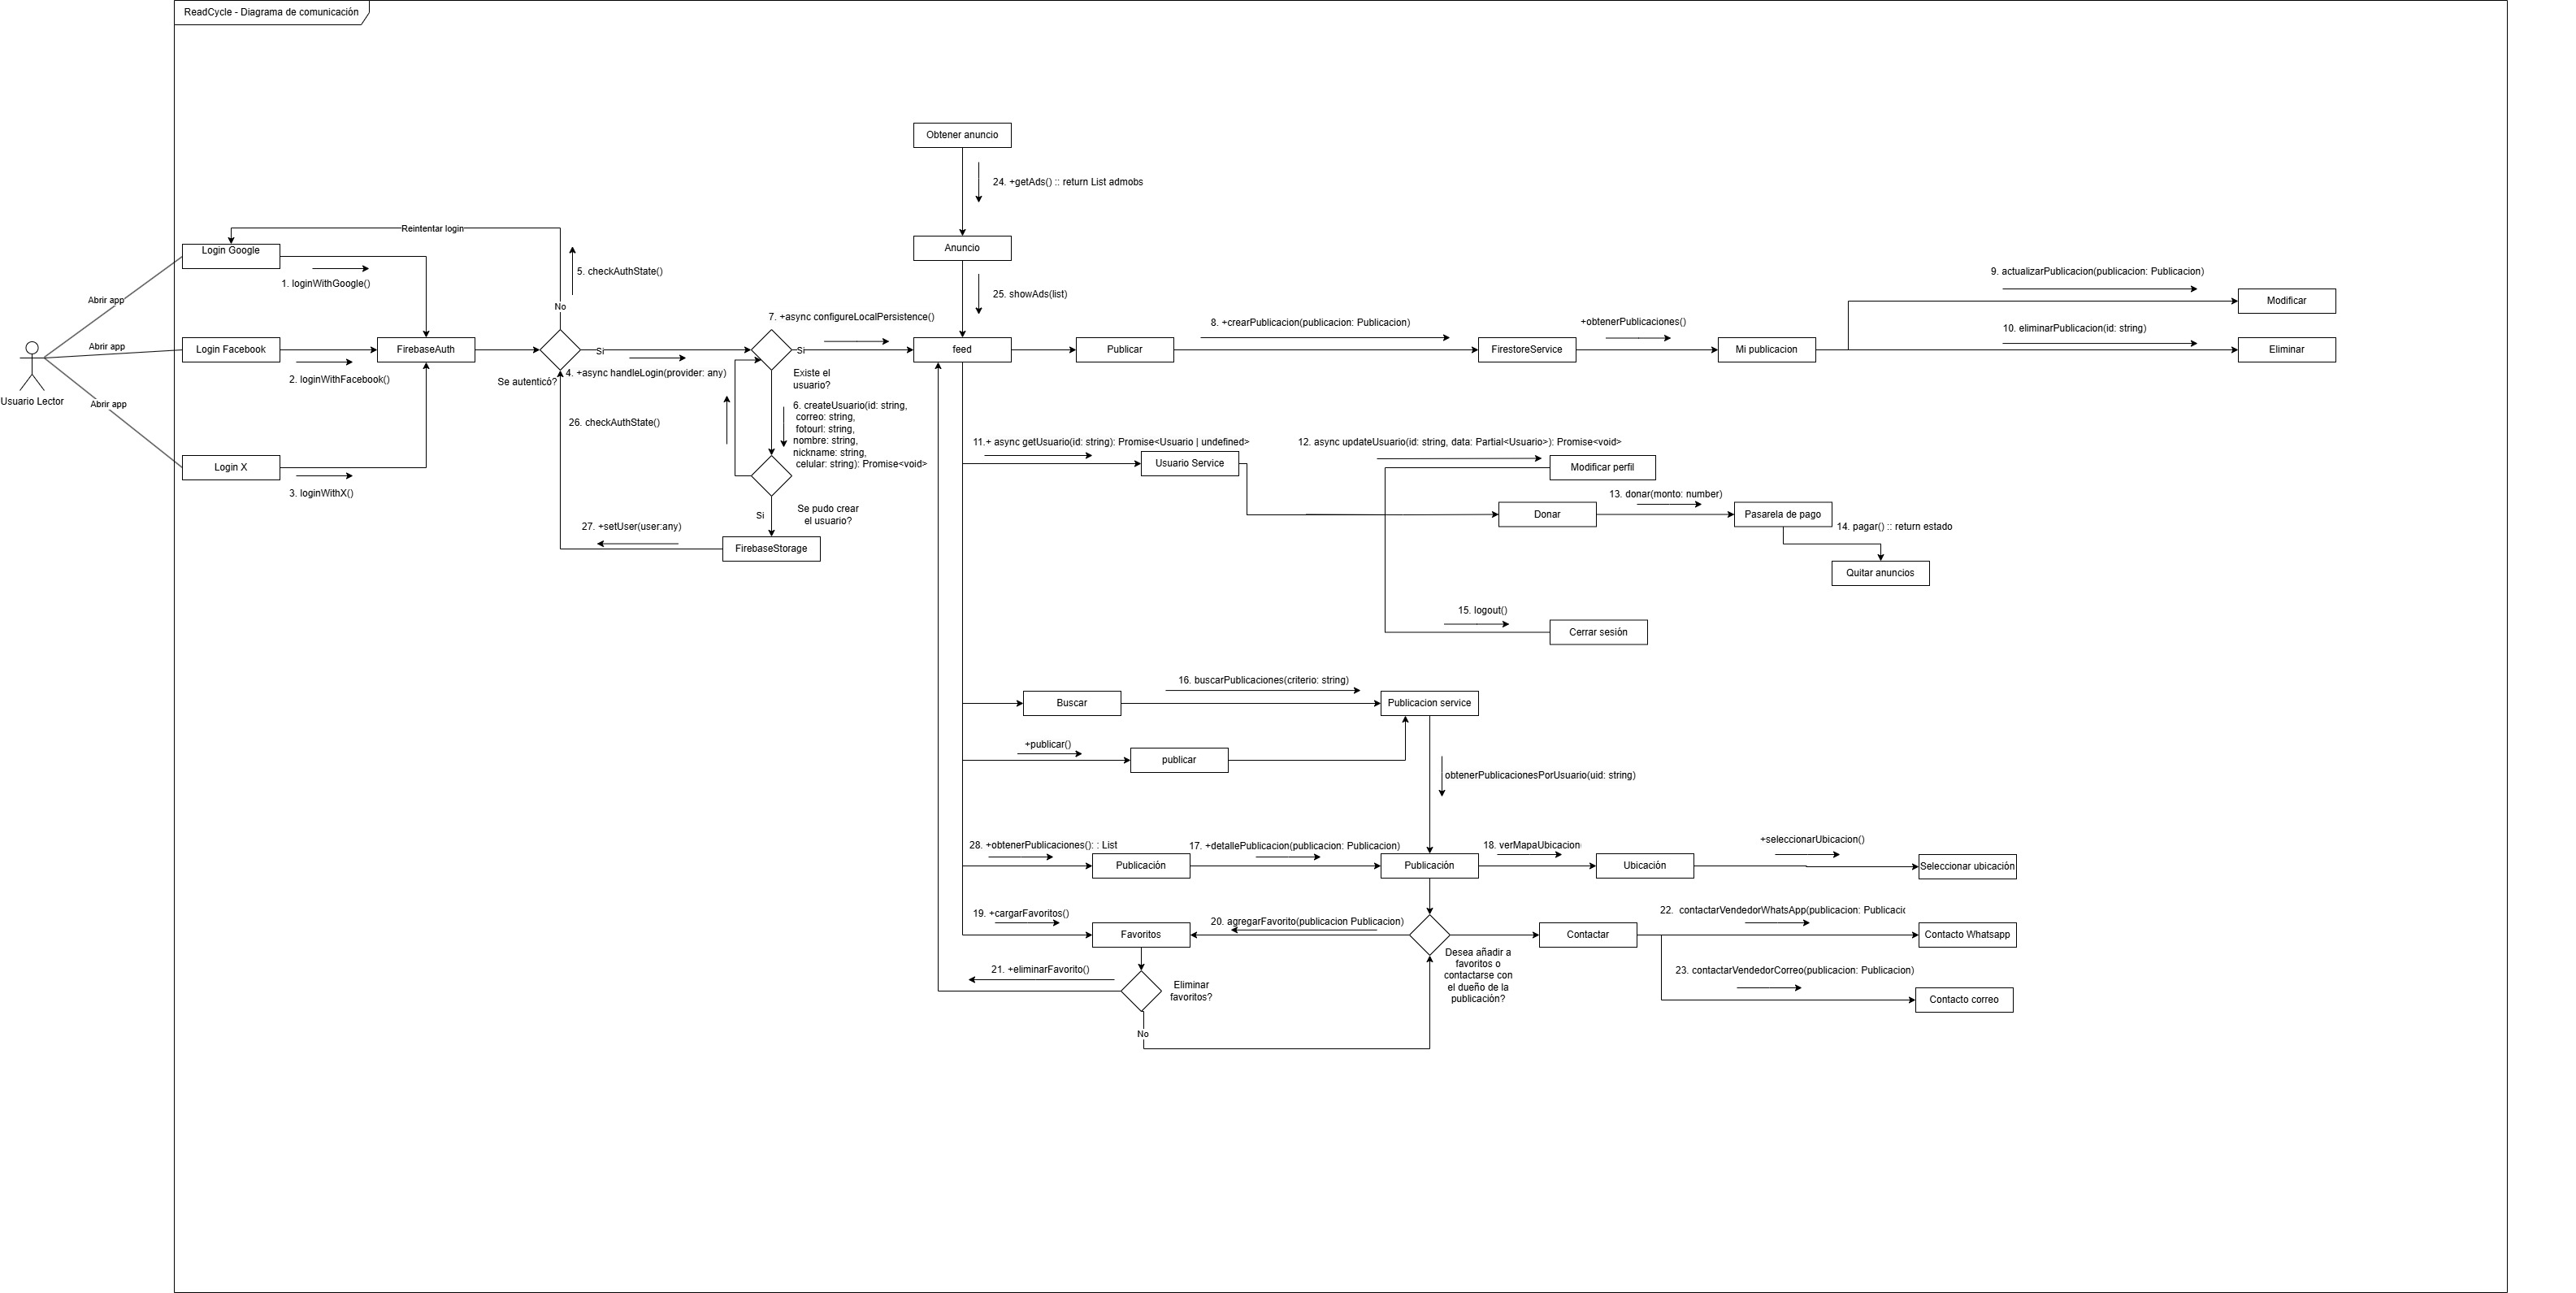 ReadCycle - Diagrama de comunicación
Obtener anuncio
24. +getAds() :: return List admobs
Reintentar login
Login Google
Anuncio
5. checkAuthState()
1. loginWithGoogle()
9. actualizarPublicacion(publicacion: Publicacion)
25. showAds(list)
Abrir app
No
Modificar
7. +async configureLocalPersistence()
8. +crearPublicacion(publicacion: Publicacion)
+obtenerPublicaciones()
10. eliminarPublicacion(id: string)
Abrir app
Login Facebook
FirebaseAuth
Si
Si
feed
Publicar
FirestoreService
Mi publicacion
Eliminar
2. loginWithFacebook()
Se autenticó?
4. +async handleLogin(provider: any)
Existe el
usuario?
Usuario Lector
Abrir app
26. checkAuthState()
6. createUsuario(id: string,
correo: string,
fotourl: string,
nombre: string,
nickname: string,
celular: string): Promise<void>
11.+ async getUsuario(id: string): Promise<Usuario | undefined>
12. async updateUsuario(id: string, data: Partial<Usuario>): Promise<void>
Login X
Usuario Service
Modificar perfil
3. loginWithX()
13. donar(monto: number)
Si
Se pudo crear
el usuario?
Donar
Pasarela de pago
27. +setUser(user:any)
14. pagar() :: return estado
FirebaseStorage
Quitar anuncios
15. logout()
Cerrar sesión
16. buscarPublicaciones(criterio: string)
Buscar
Publicacion service
+publicar()
publicar
obtenerPublicacionesPorUsuario(uid: string)
28. +obtenerPublicaciones(): : List
17. +detallePublicacion(publicacion: Publicacion)
18. verMapaUbicacion
+seleccionarUbicacion()
Publicación
Publicación
Ubicación
Seleccionar ubicación
19. +cargarFavoritos()
20. agregarFavorito(publicacion Publicacion)
22. contactarVendedorWhatsApp(publicacion: Publicaci
Favoritos
Contactar
Contacto Whatsapp
21. +eliminarFavorito()
Desea añadir a
favoritos o
contactarse con
el dueño de la
publicación?
23. contactarVendedorCorreo(publicacion: Publicacion)
Eliminar
favoritos?
Contacto correo
No